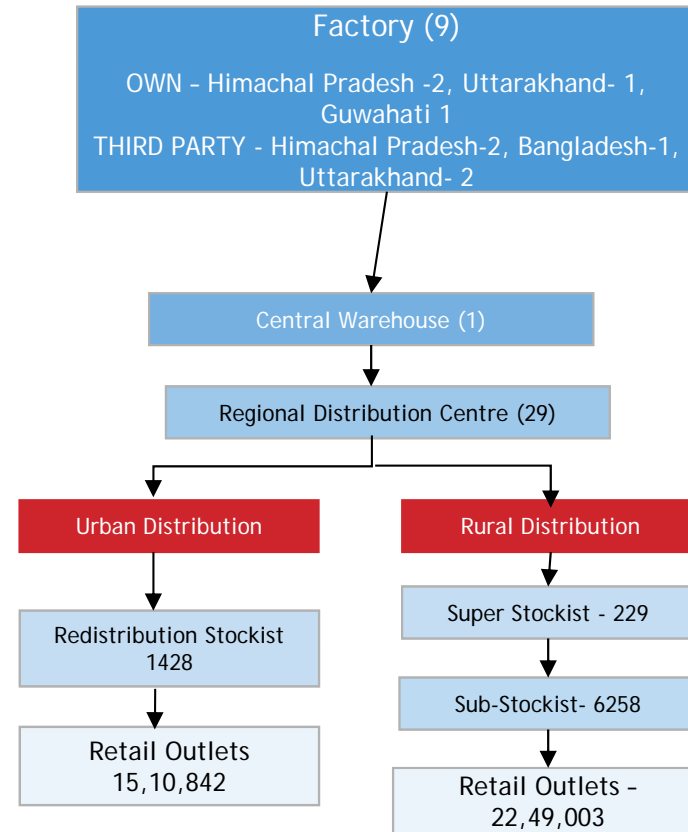 Factory (9)
OWN – Himachal Pradesh -2, Uttarakhand- 1,
Guwahati 1
THIRD PARTY - Himachal Pradesh-2, Bangladesh-1,
Uttarakhand- 2
Central Warehouse (1)
Regional Distribution Centre (29)
Urban Distribution
Redistribution Stockist
1428
Retail Outlets
15,10,842
Rural Distribution
Super Stockist - 229
Sub-Stockist- 6258
Retail Outlets –
22,49,003